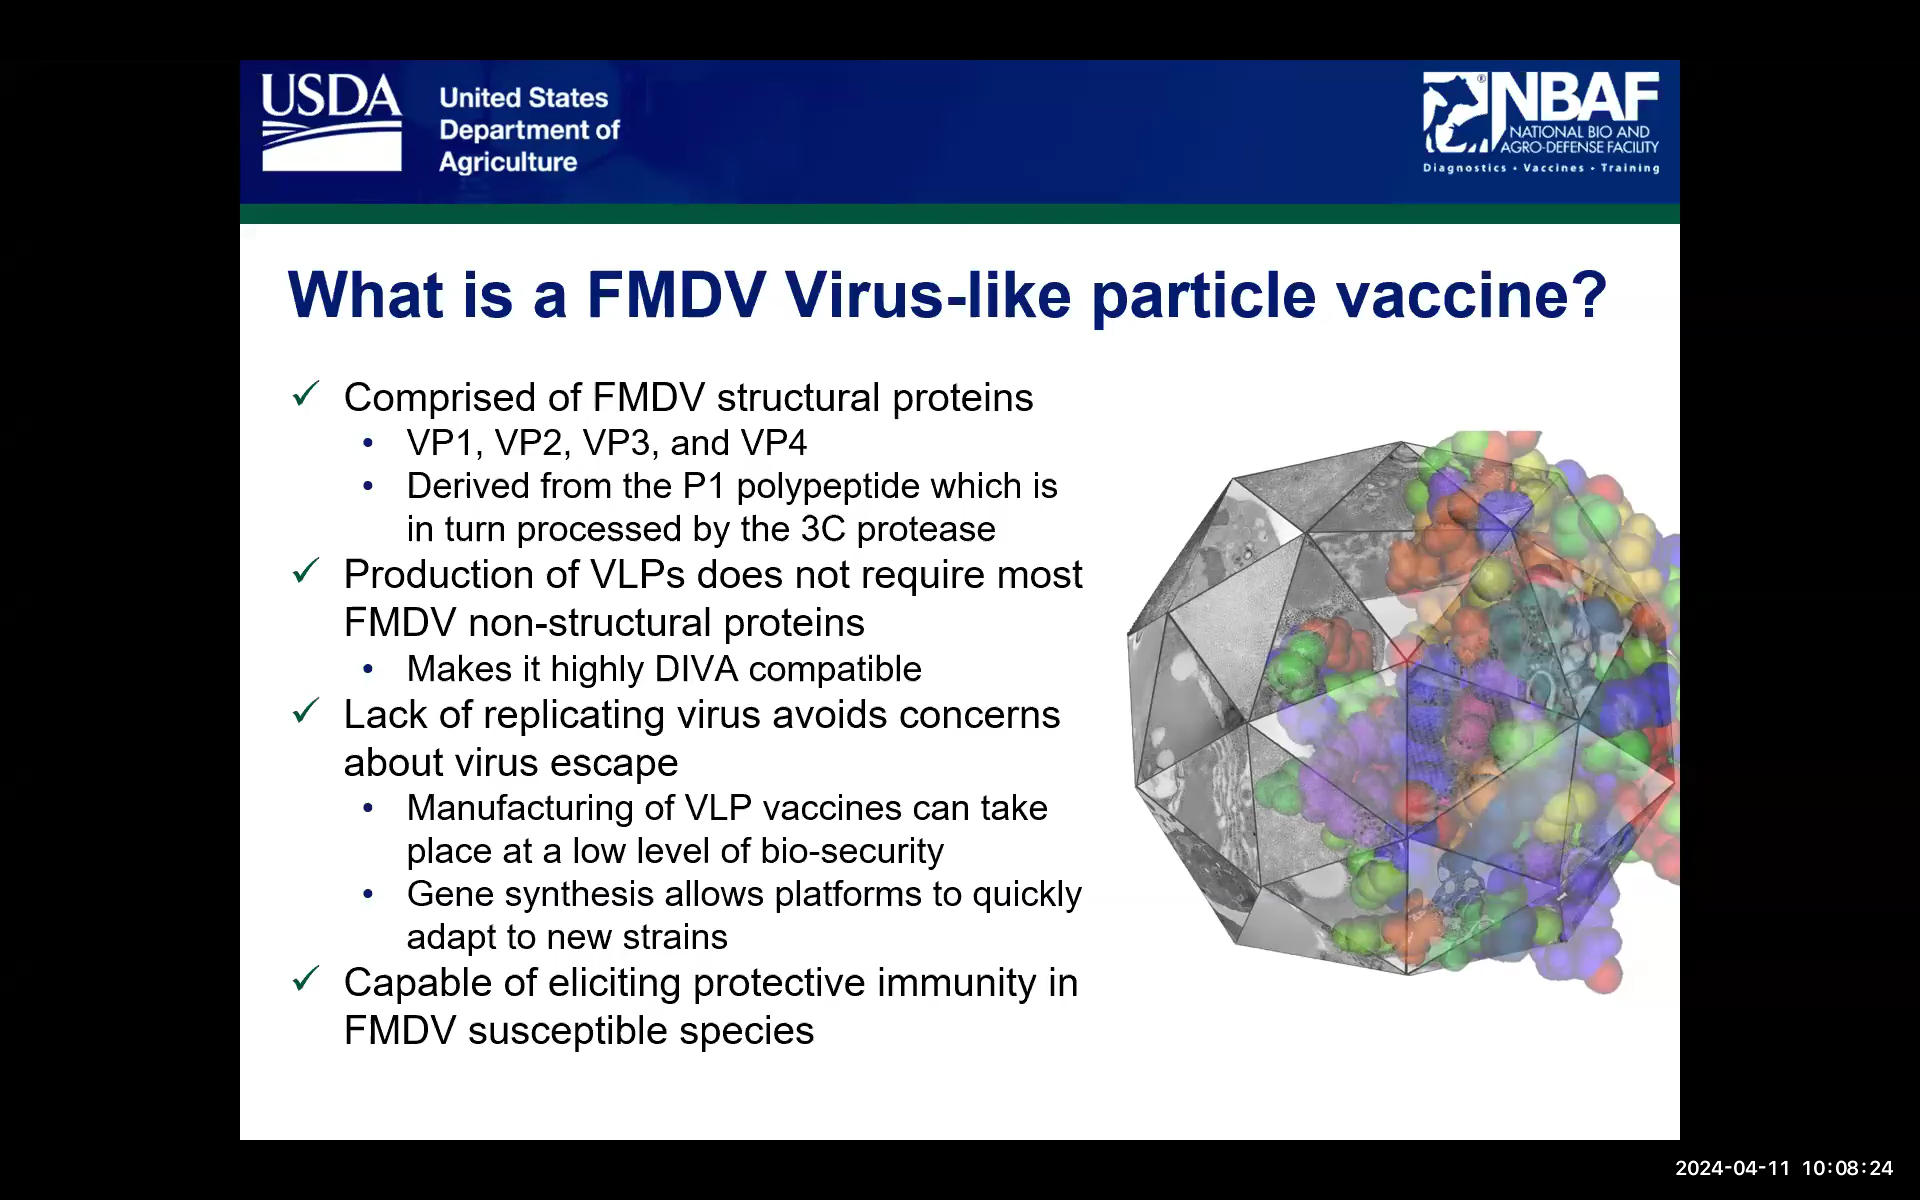 USDA
United States
Department of
Agriculture
NBAF
NATIONAL BIO AND
AGRO-DEFENSE FACILITY
Diagnostics • Vaccines • Training
What is a FMDV Virus-like particle vaccine?
✓ Comprised of FMDV structural proteins
• VP1, VP2, VP3, and VP4
• Derived from the P1 polypeptide which is
in turn processed by the 3C protease
✓ Production of VLPs does not require most
FMDV non-structural proteins
• Makes it highly DIVA compatible
✓ Lack of replicating virus avoids concerns
about virus escape
• Manufacturing of VLP vaccines can take
place at a low level of bio-security
• Gene synthesis allows platforms to quickly
adapt to new strains
✓ Capable of eliciting protective immunity in
FMDV susceptible species
2024-04-11 10:08:24